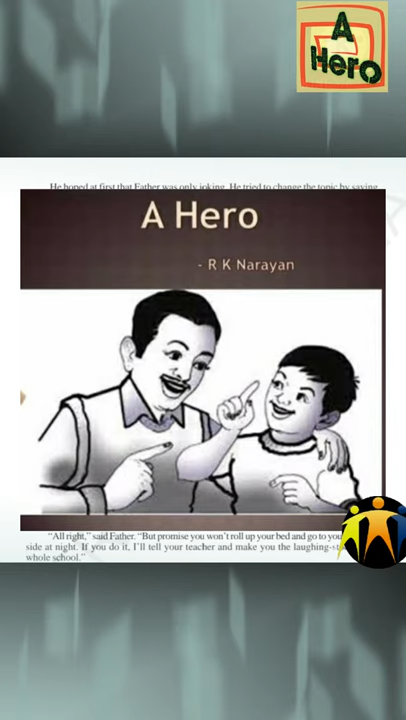 A
Hero
He hoped at first that Father was only joking. He tried to change the topic by saying
A Hero
- R K Narayan
"All right," said Father. "But promise you won't roll up your bed and go to you
side at night. If you do it, I'll tell your teacher and make you the laughing-st
whole school."